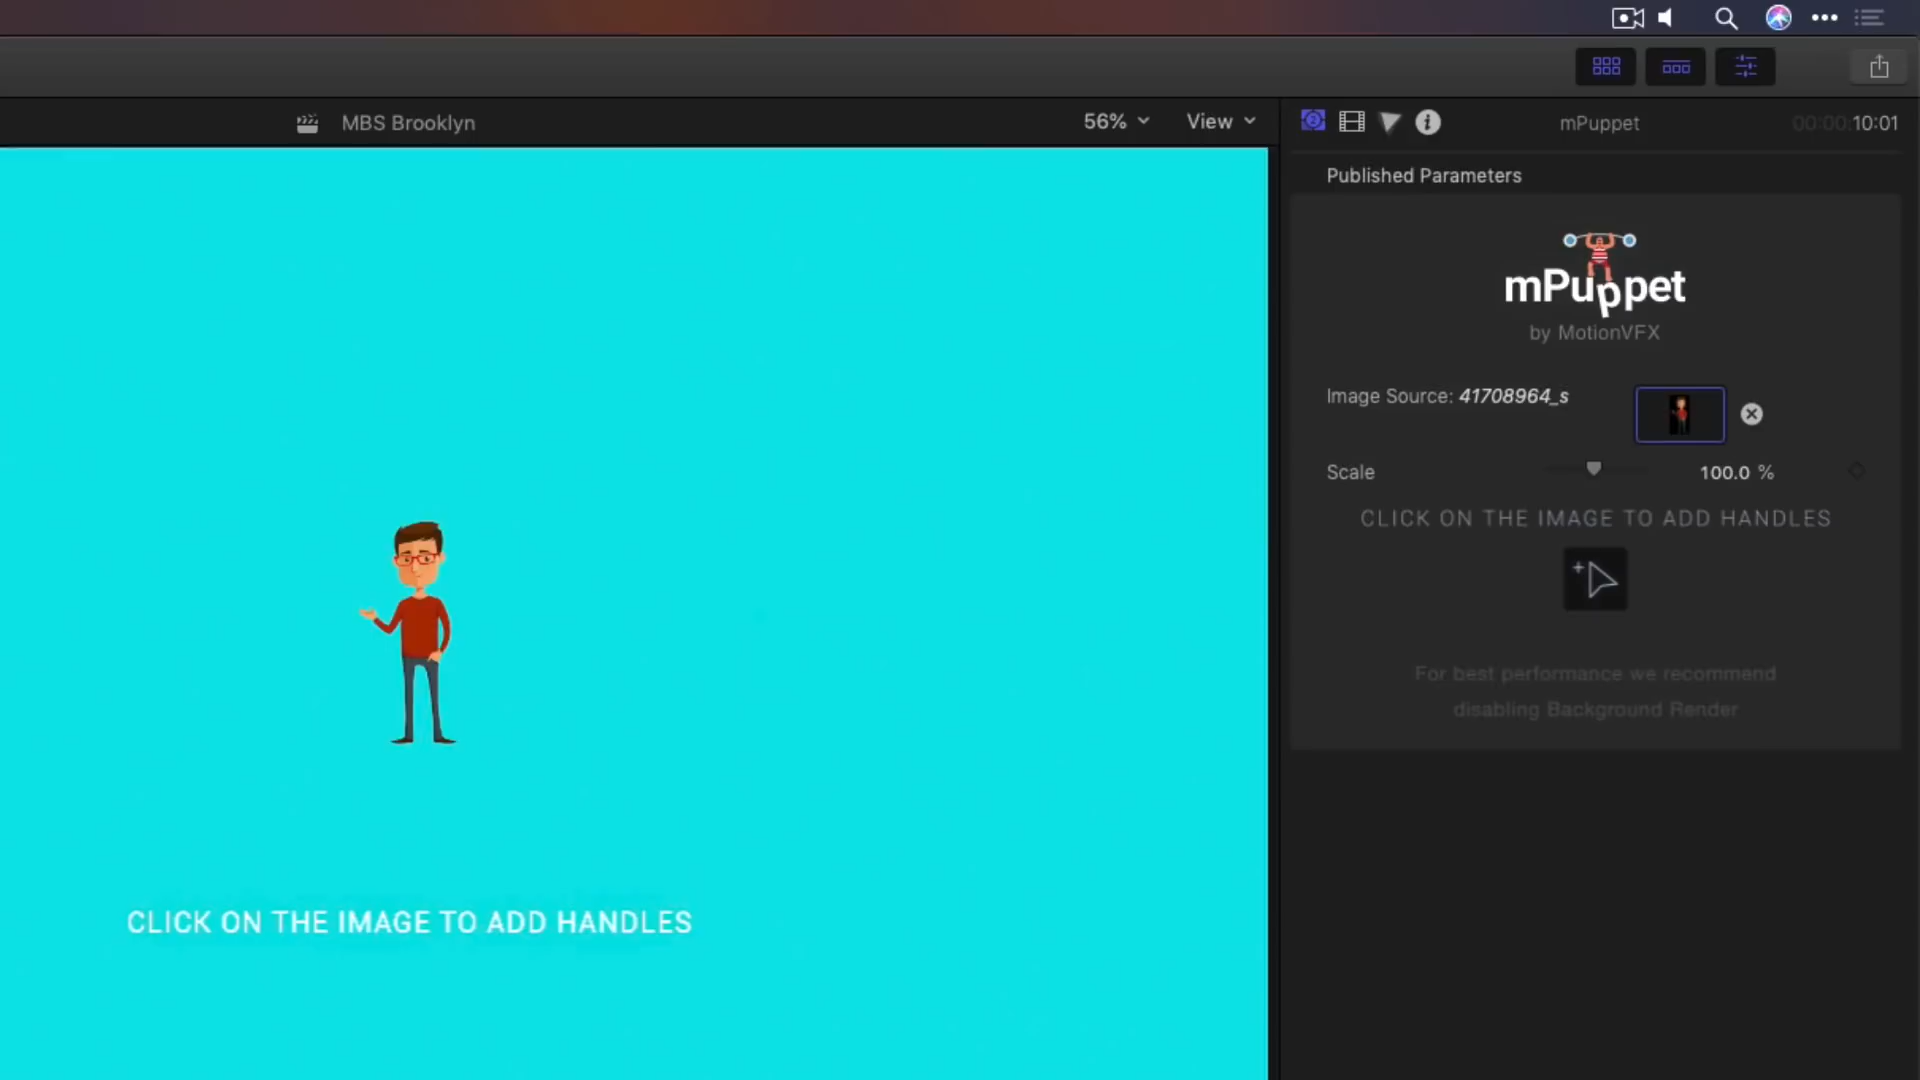 MBS Brooklyn
56%
View
mPuppet
00:00:10:01
Published Parameters
mPuppet
by MotionVFX
Image Source: 41708964_s
Scale
100.0 %
CLICK ON THE IMAGE TO ADD HANDLES
For best performance we recommend
disabling Background Render
CLICK ON THE IMAGE TO ADD HANDLES